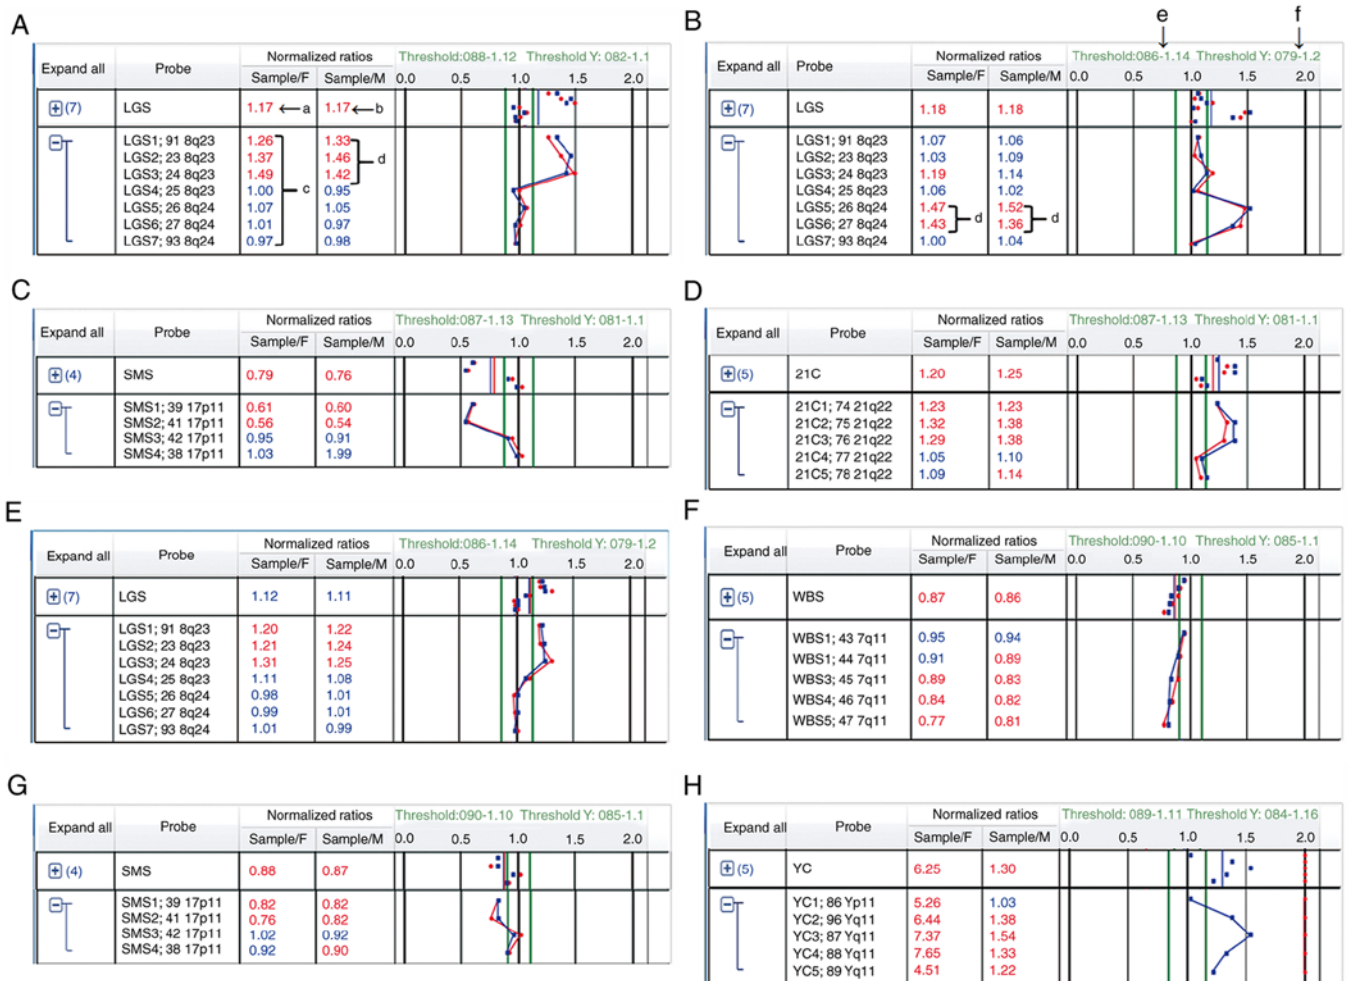 A
Expand all Probe Normalized ratios Threshold:088-1.12 Threshold Y: 082-1.1
Sample/F Sample/M 0.0 0.5 1.0 1.5 2.0
(7) LGS 1.17 a 1.17 b
LGS1; 91 8q23 1.26 1.33
LGS2; 23 8q23 1.37 1.46 d
LGS3; 24 8q23 1.49 1.42
LGS4; 25 8q23 1.00 c 0.95
LGS5; 26 8q24 1.07 1.05
LGS6; 27 8q24 1.01 0.97
LGS7; 93 8q24 0.97 0.98
B
e f
Expand all Probe Normalized ratios Threshold:086-1.14 Threshold Y: 079-1.2
Sample/F Sample/M 0.0 0.5 1.0 1.5 2.0
(7) LGS 1.18 1.18
LGS1; 91 8q23 1.07 1.06
LGS2; 23 8q23 1.03 1.09
LGS3; 24 8q23 1.19 1.14
LGS4; 25 8q23 1.06 1.02
LGS5; 26 8q24 1.47 d 1.52 d
LGS6; 27 8q24 1.43 1.36
LGS7; 93 8q24 1.00 1.04
C
Expand all Probe Normalized ratios Threshold:087-1.13 Threshold Y: 081-1.1
Sample/F Sample/M 0.0 0.5 1.0 1.5 2.0
(4) SMS 0.79 0.76
SMS1; 39 17p11 0.61 0.60
SMS2; 41 17p11 0.56 0.54
SMS3; 42 17p11 0.95 0.91
SMS4; 38 17p11 1.03 1.99
D
Expand all Probe Normalized ratios Threshold:087-1.13 Threshold Y: 081-1.1
Sample/F Sample/M 0.0 0.5 1.0 1.5 2.0
(5) 21C 1.20 1.25
21C1; 74 21q22 1.23 1.23
21C2; 75 21q22 1.32 1.38
21C3; 76 21q22 1.29 1.38
21C4; 77 21q22 1.05 1.10
21C5; 78 21q22 1.09 1.14
E
Expand all Probe Normalized ratios Threshold:086-1.14 Threshold Y: 079-1.2
Sample/F Sample/M 0.0 0.5 1.0 1.5 2.0
(7) LGS 1.12 1.11
LGS1; 91 8q23 1.20 1.22
LGS2; 23 8q23 1.21 1.24
LGS3; 24 8q23 1.31 1.25
LGS4; 25 8q23 1.11 1.08
LGS5; 26 8q24 0.98 1.01
LGS6; 27 8q24 0.99 1.01
LGS7; 93 8q24 1.01 0.99
F
Expand all Probe Normalized ratios Threshold:090-1.10 Threshold Y: 085-1.1
Sample/F Sample/M 0.0 0.5 1.0 1.5 2.0
(5) WBS 0.87 0.86
WBS1; 43 7q11 0.95 0.94
WBS1; 44 7q11 0.91 0.89
WBS3; 45 7q11 0.89 0.83
WBS4; 46 7q11 0.84 0.82
WBS5; 47 7q11 0.77 0.81
G
Expand all Probe Normalized ratios Threshold:090-1.10 Threshold Y: 085-1.1
Sample/F Sample/M 0.0 0.5 1.0 1.5 2.0
(4) SMS 0.88 0.87
SMS1; 39 17p11 0.82 0.82
SMS2; 41 17p11 0.76 0.82
SMS3; 42 17p11 1.02 0.92
SMS4; 38 17p11 0.92 0.90
H
Expand all Probe Normalized ratios Threshold: 089-1.11 Threshold Y: 084-1.16
Sample/F Sample/M 0.0 0.5 1.0 1.5 2.0
(5) YC 6.25 1.30
YC1; 86 Yp11 5.26 1.03
YC2; 96 Yq11 6.44 1.38
YC3; 87 Yq11 7.37 1.54
YC4; 88 Yq11 7.65 1.33
YC5; 89 Yq11 4.51 1.22